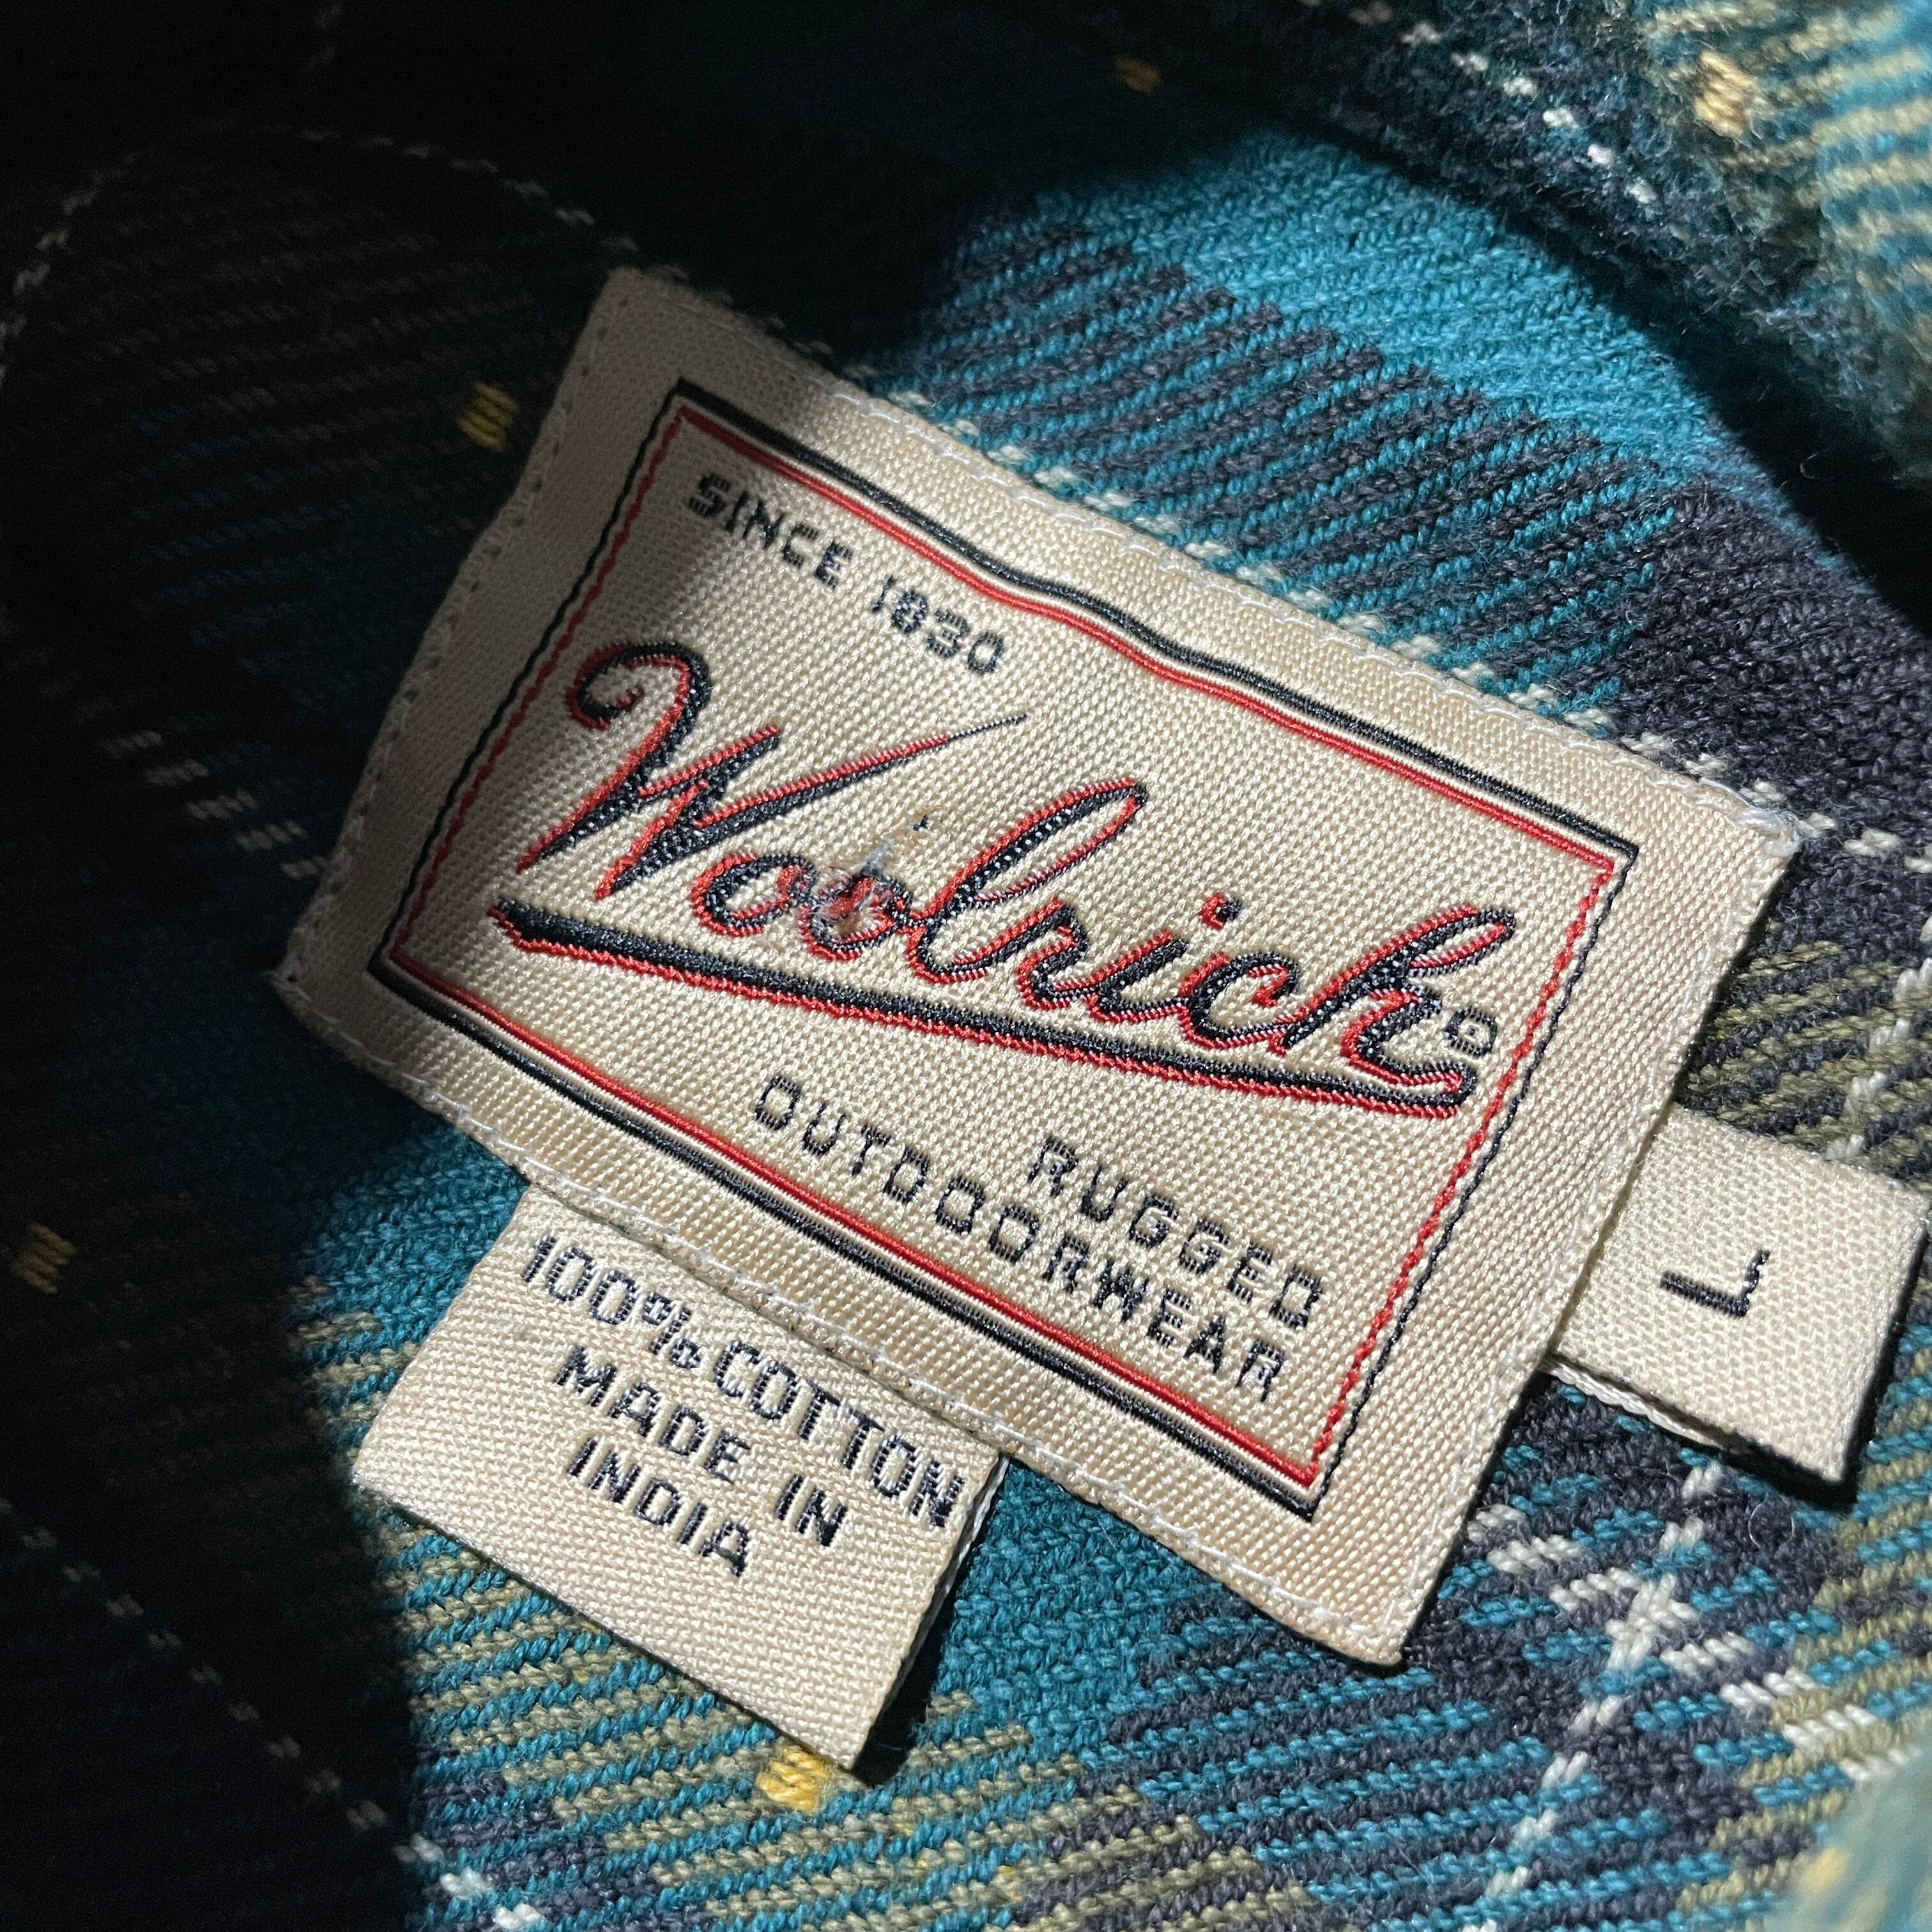 SINCE 1830
Woolrich®
RUGGED
OUTDOORWEAR
L
100% COTTON
MADE IN
INDIA